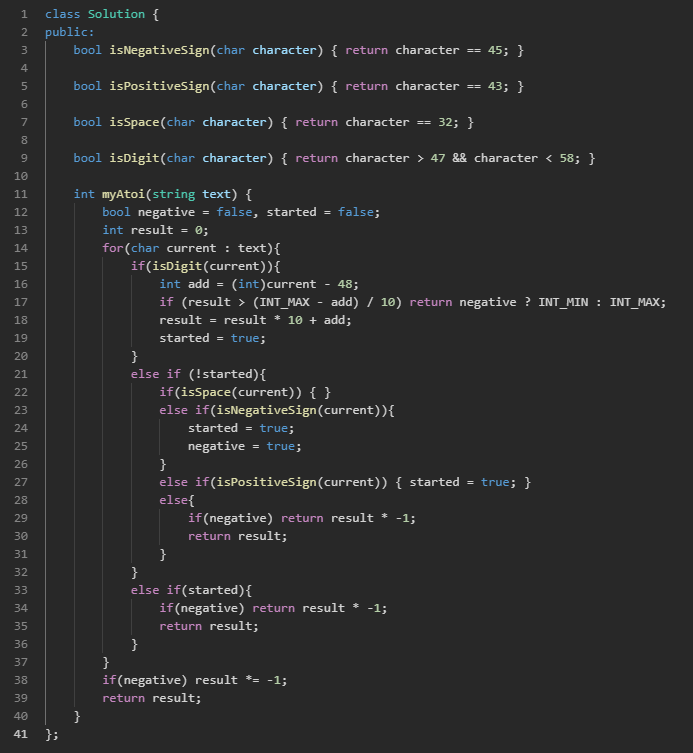 1 class Solution {
2 public:
3     bool isNegativeSign(char character) { return character == 45; }
4
5     bool isPositiveSign(char character) { return character == 43; }
6
7     bool isSpace(char character) { return character == 32; }
8
9     bool isDigit(char character) { return character > 47 && character < 58; }
10
11     int myAtoi(string text) {
12         bool negative = false, started = false;
13         int result = 0;
14         for(char current : text){
15             if(isDigit(current)){
16                 int add = (int)current - 48;
17                 if (result > (INT_MAX - add) / 10) return negative ? INT_MIN : INT_MAX;
18                 result = result * 10 + add;
19                 started = true;
20             }
21             else if (!started){
22                 if(isSpace(current)) { }
23                 else if(isNegativeSign(current)){
24                     started = true;
25                     negative = true;
26                 }
27                 else if(isPositiveSign(current)) { started = true; }
28                 else{
29                     if(negative) return result * -1;
30                     return result;
31                 }
32             }
33             else if(started){
34                 if(negative) return result * -1;
35                 return result;
36             }
37         }
38         if(negative) result *= -1;
39         return result;
40     }
41 };